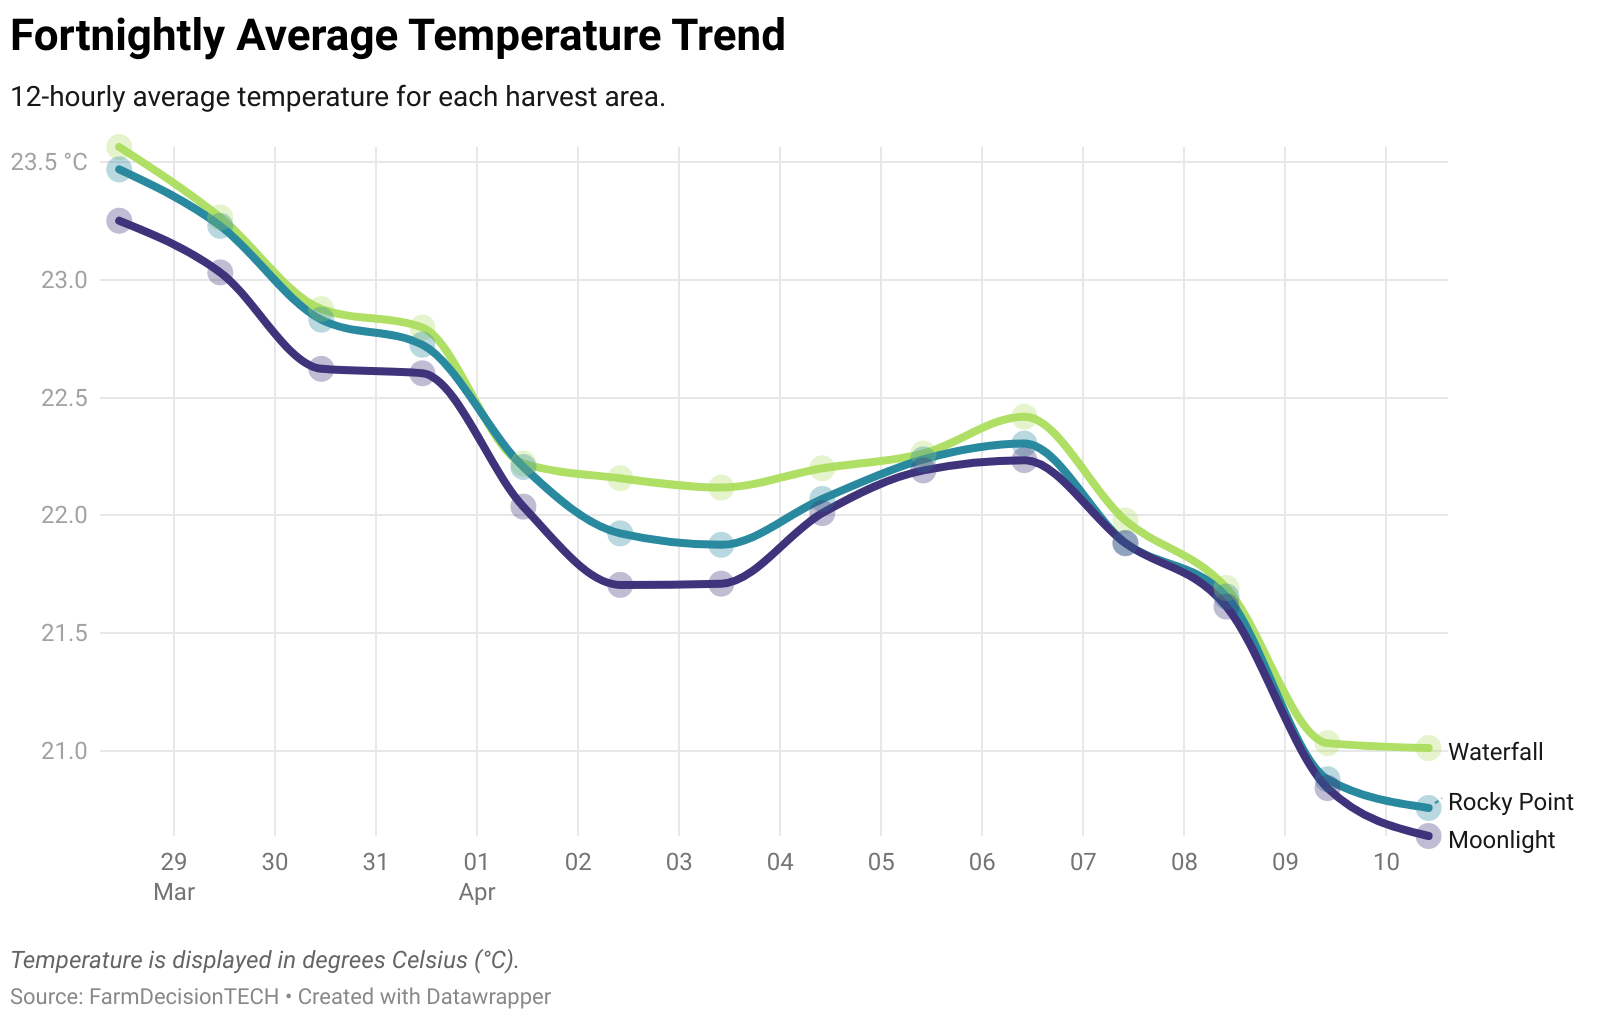 Fortnightly Average Temperature Trend
12-hourly average temperature for each harvest area.
23.5 °C
23.0
22.5
22.0
21.5
21.0
Waterfall
Rocky Point
Moonlight
29 30 31 01 02 03 04 05 06 07 08 09 10
Mar Apr
Temperature is displayed in degrees Celsius (°C).
Source: FarmDecisionTECH • Created with Datawrapper